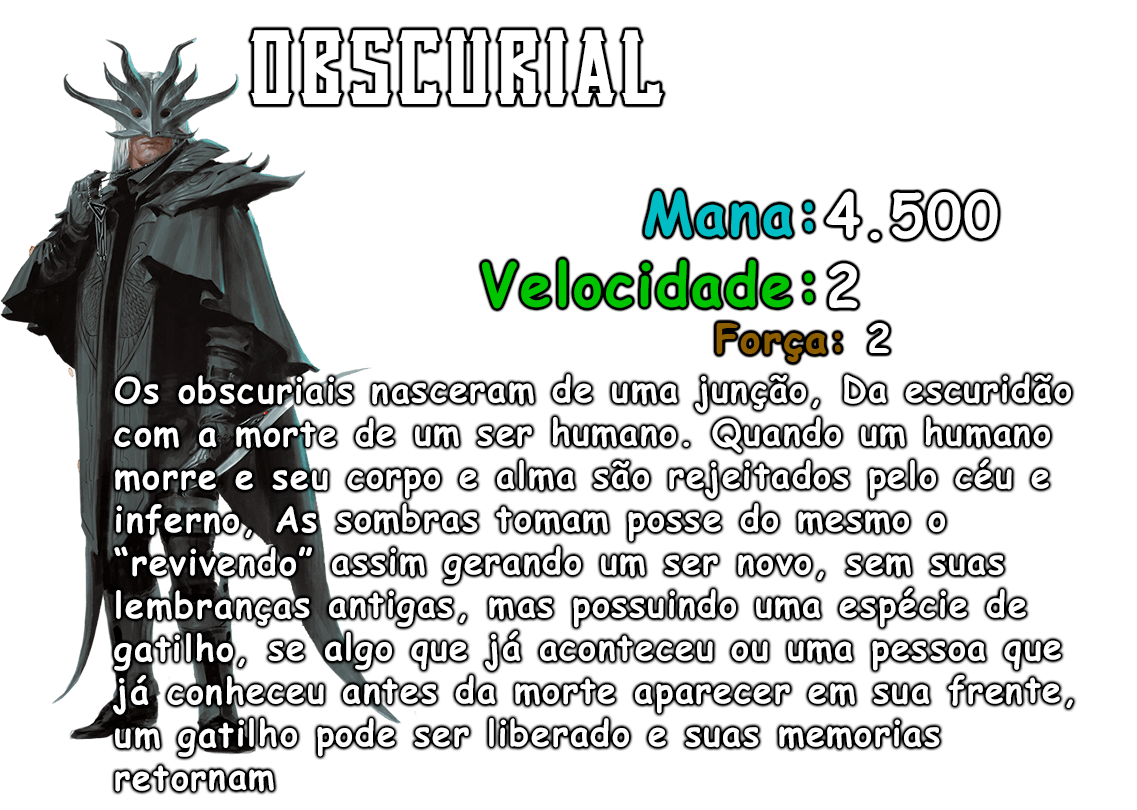 OBSCURIAL
Mana:4.500
Velocidade:2
Força: 2
Os obscuriais nasceram de uma junção, Da escuridão
com a morte de um ser humano. Quando um humano
morre e seu corpo e alma são rejeitados pelo céu e
inferno, As sombras tomam posse do mesmo o
“revivendo” assim gerando um ser novo, sem suas
lembranças antigas, mas possuindo uma espécie de
gatilho, se algo que já aconteceu ou uma pessoa que
já conheceu antes da morte aparecer em sua frente,
um gatilho pode ser liberado e suas memorias
retornam